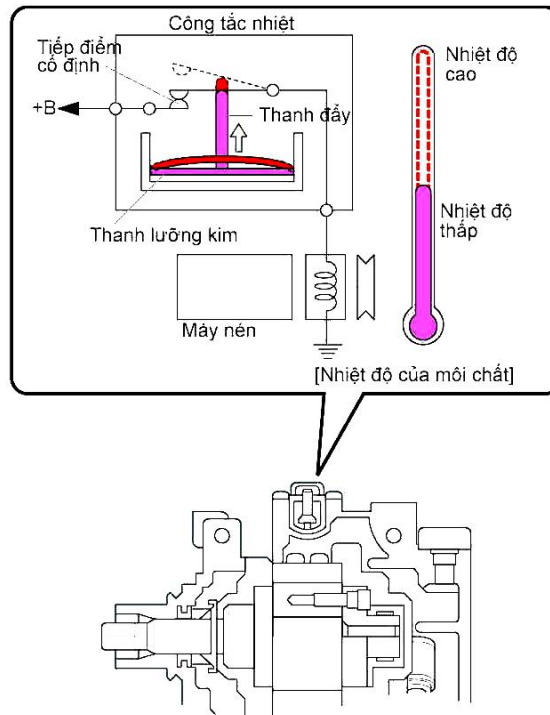 Công tắc nhiệt
Tiếp điểm
cố định
+B
Thanh đẩy
Thanh lưỡng kim
Máy nén
Nhiệt độ
cao
Nhiệt độ
thấp
[Nhiệt độ của môi chất]